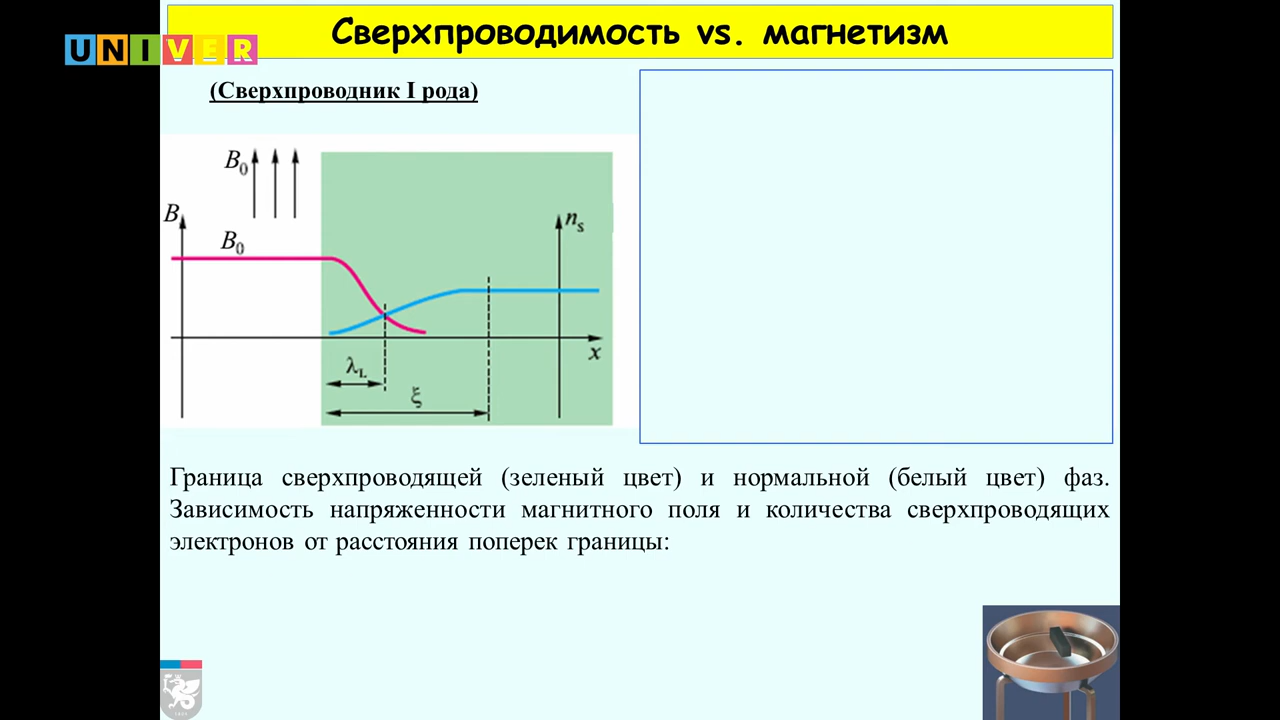 UNIVER
Сверхпроводимость vs. магнетизм
(Сверхпроводник I рода)
B₀
B
B₀
nₛ
x
λL
ξ
Граница сверхпроводящей (зеленый цвет) и нормальной (белый цвет) фаз.
Зависимость напряженности магнитного поля и количества сверхпроводящих
электронов от расстояния поперек границы: